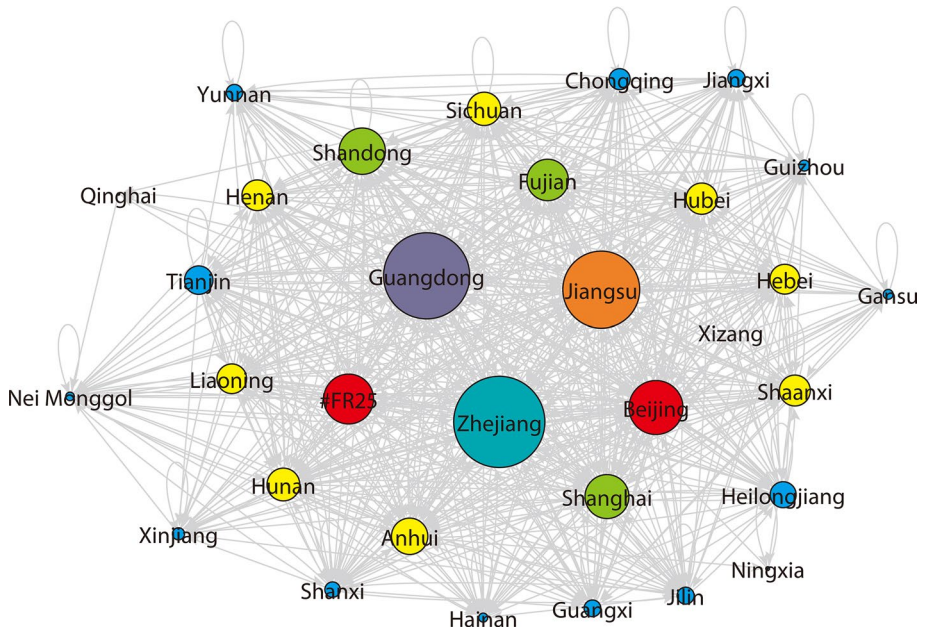 Yunnan
Chongqing
Jiangxi
Sichuan
Shandong
Guizhou
Fujian
Qinghai
Henan
Hubei
Guangdong
Tianjin
Jiangsu
Hebei
Gansu
Xizang
Liaoning
Shaanxi
Nei Monggol
#FR25
Beijing
Zhejiang
Hunan
Shanghai
Heilongjiang
Xinjiang
Anhui
Ningxia
Shanxi
Jilin
Guangxi
Hainan